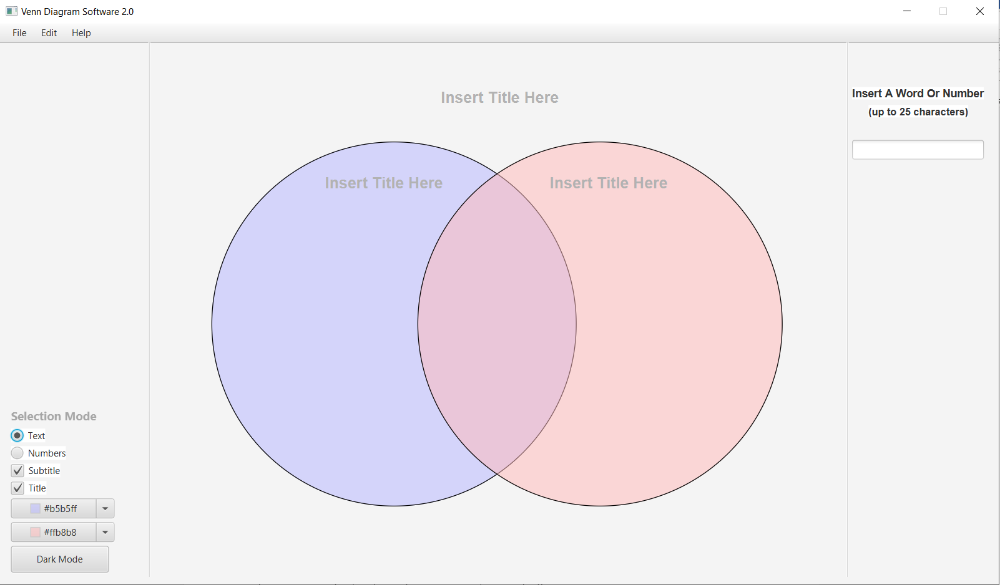 Venn Diagram Software 2.0
File Edit Help
Insert Title Here
Insert A Word Or Number
(up to 25 characters)
Insert Title Here Insert Title Here
Selection Mode
Text
Numbers
Subtitle
Title
#b5b5ff
#ffb8b8
Dark Mode